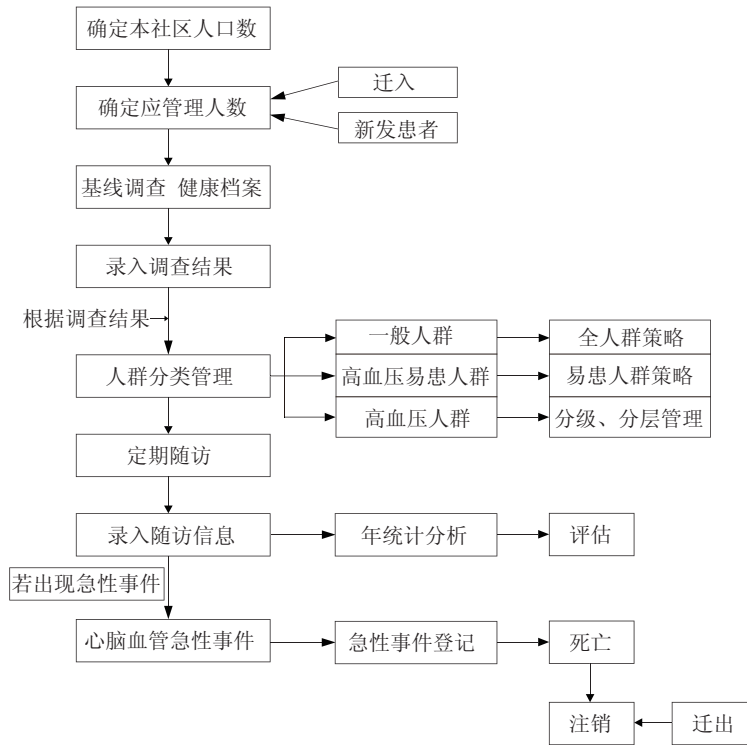 确定本社区人口数
迁入
确定应管理人数
新发患者
基线调查 健康档案
录入调查结果
根据调查结果
一般人群
全人群策略
人群分类管理
高血压易患人群
易患人群策略
高血压人群
分级、分层管理
定期随访
录入随访信息
年统计分析
评估
若出现急性事件
心脑血管急性事件
急性事件登记
死亡
注销
迁出